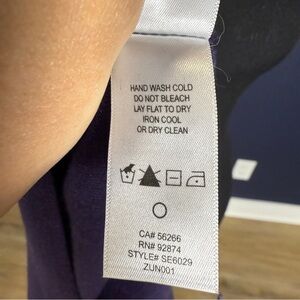 HAND WASH COLD
DO NOT BLEACH
LAY FLAT TO DRY
IRON COOL
OR DRY CLEAN
CA# 56266
RN# 92874
STYLE# SE6029
ZUN001